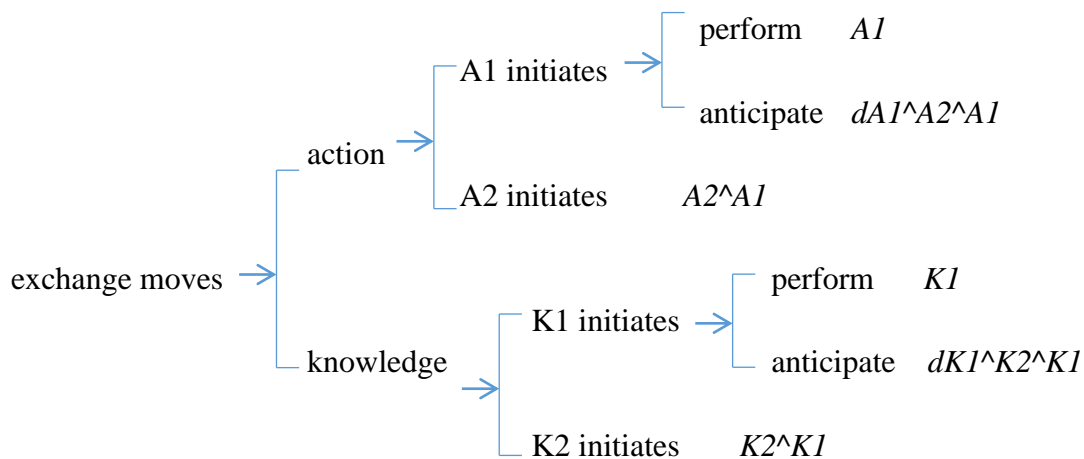 perform A1
A1 initiates
anticipate dA1^A2^A1
action
A2 initiates A2^A1
exchange moves
perform K1
K1 initiates
knowledge
anticipate dK1^K2^K1
K2 initiates K2^K1